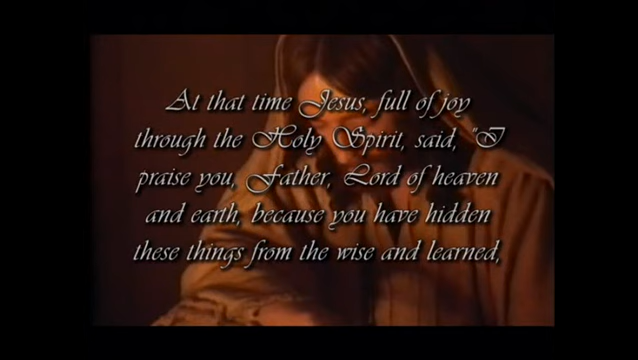 At that time Jesus, full of joy
through the Holy Spirit, said, "I
praise you, Father, Lord of heaven
and earth, because you have hidden
these things from the wise and learned,